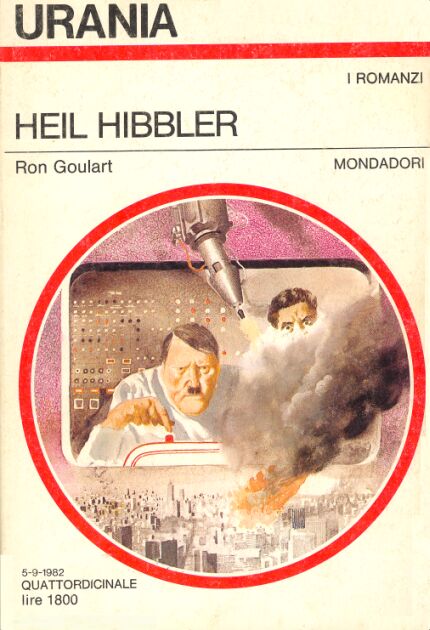 URANIA
I ROMANZI
HEIL HIBBLER
Ron Goulart
MONDADORI
5-9-1982
QUATTORDICINALE
lire 1800